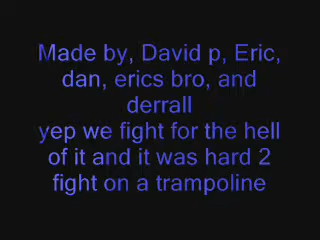 Made by, David p, Eric,
dan, erics bro, and
derrall
yep we fight for the hell
of it and it was hard 2
fight on a trampoline